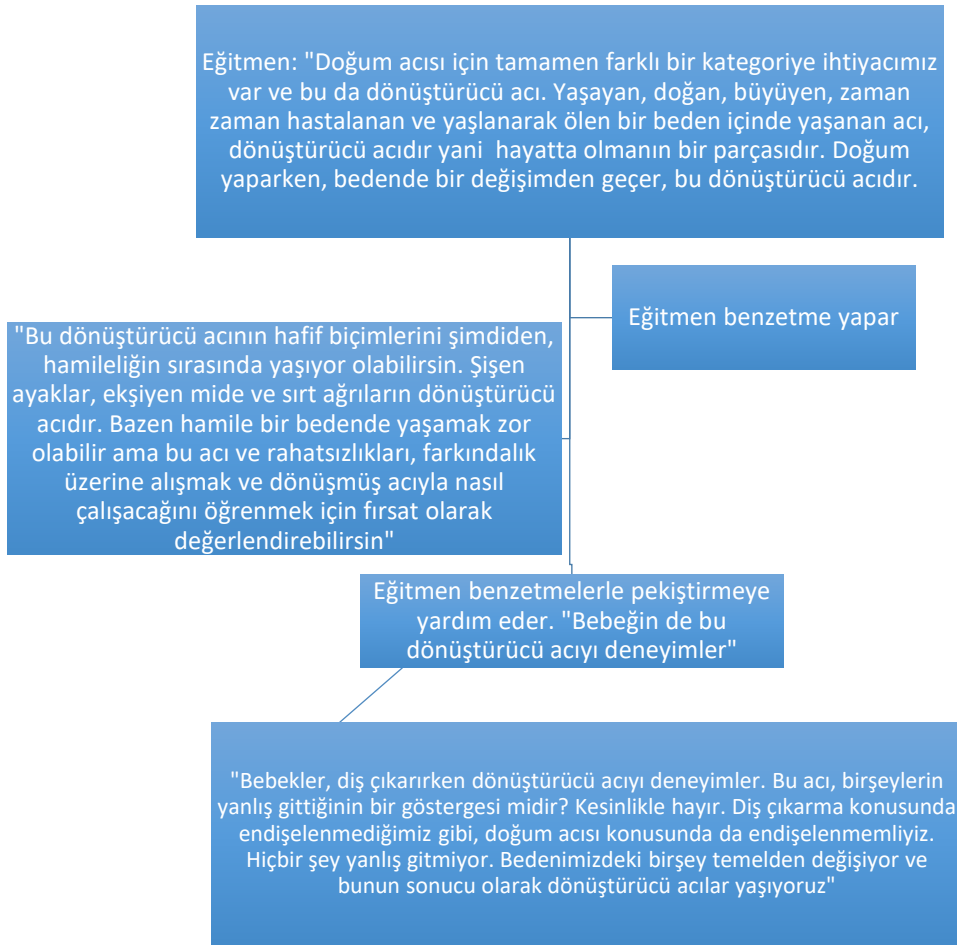 Eğitmen: "Doğum acısı için tamamen farklı bir kategoriye ihtiyacımız
var ve bu da dönüştürücü acı. Yaşayan, doğan, büyüyen, zaman
zaman hastalanan ve yaşlanarak ölen bir beden içinde yaşanan acı,
dönüştürücü acıdır yani  hayatta olmanın bir parçasıdır. Doğum
yaparken, bedende bir değişimden geçer, bu dönüştürücü acıdır.
Eğitmen benzetme yapar
"Bu dönüştürücü acının hafif biçimlerini şimdiden,
hamileliğin sırasında yaşıyor olabilirsin. Şişen
ayaklar, ekşiyen mide ve sırt ağrıların dönüştürücü
acıdır. Bazen hamile bir bedende yaşamak zor
olabilir ama bu acı ve rahatsızlıkları, farkındalık
üzerine alışmak ve dönüşmüş acıyla nasıl
çalışacağını öğrenmek için fırsat olarak
değerlendirebilirsin"
Eğitmen benzetmelerle pekiştirmeye
yardım eder. "Bebeğin de bu
dönüştürücü acıyı deneyimler"
"Bebekler, diş çıkarırken dönüştürücü acıyı deneyimler. Bu acı, birşeylerin
yanlış gittiğinin bir göstergesi midir? Kesinlikle hayır. Diş çıkarma konusunda
endişelenmediğimiz gibi, doğum acısı konusunda da endişelenmemliyiz.
Hiçbir şey yanlış gitmiyor. Bedenimizdeki birşey temelden değişiyor ve
bunun sonucu olarak dönüştürücü acılar yaşıyoruz"